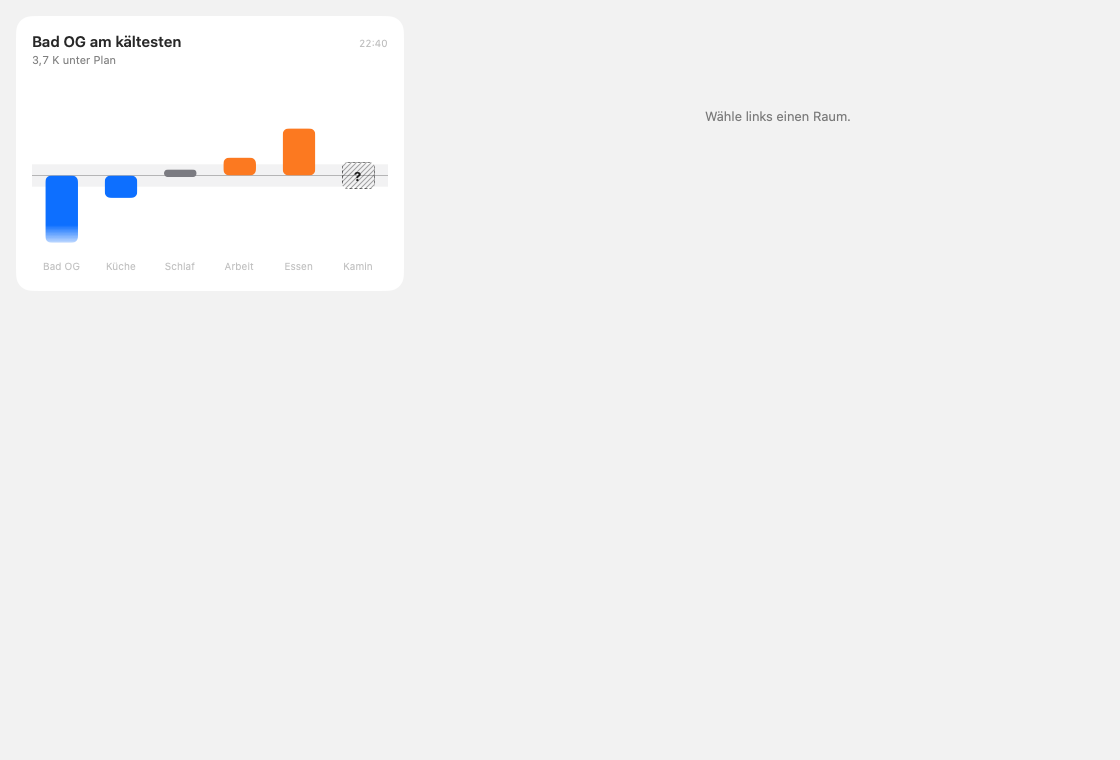 Bad OG am kältesten
22:40
3,7 K unter Plan
Wähle links einen Raum.
?
Bad OG Küche Schlaf Arbeit Essen Kamin